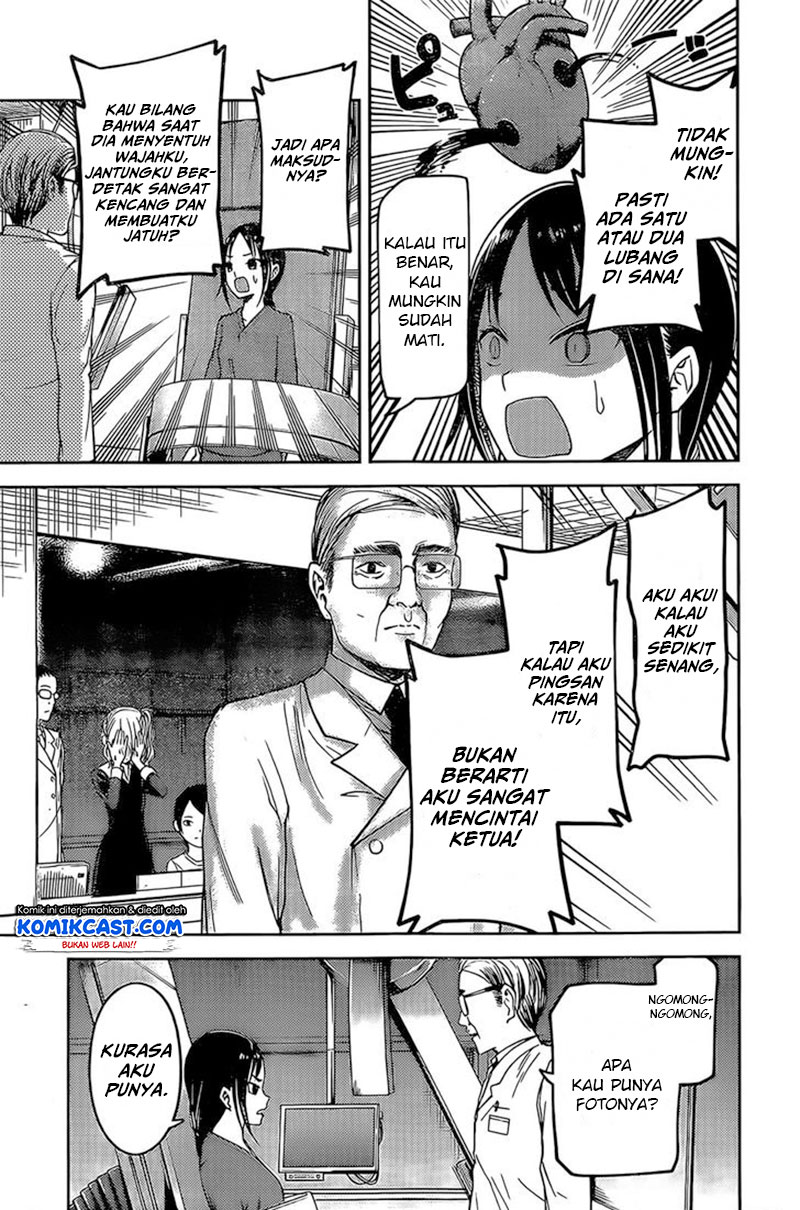 TIDAK
MUNG-
KIN!
PASTI
ADA SATU
ATAU DUA
LUBANG
DI SANA!
ピュー
KALAU ITU
BENAR,
KAU
MUNGKIN
SUDAH
MATI.
JADI APA
MAKSUD-
NYA?
KAU BILANG
BAHWA SAAT
DIA MENYENTUH
WAJAHKU,
JANTUNGKU BER-
DETAK SANGAT
KENCANG DAN
MEMBUATKU
JATUH?
AKU AKUI
KALAU
AKU
SEDIKIT
SENANG,
TAPI
KALAU AKU
PINGSAN
KARENA
ITU,
BUKAN
BERARTI
AKU SANGAT
MENCINTAI
KETUA!
Komik ini diterjemahkan & diedit oleh
KOMIKCAST.COM
BUKAN WEB LAIN!!
NGOMONG-
NGOMONG,
APA
KAU PUNYA
FOTONYA?
KURASA
AKU
PUNYA.